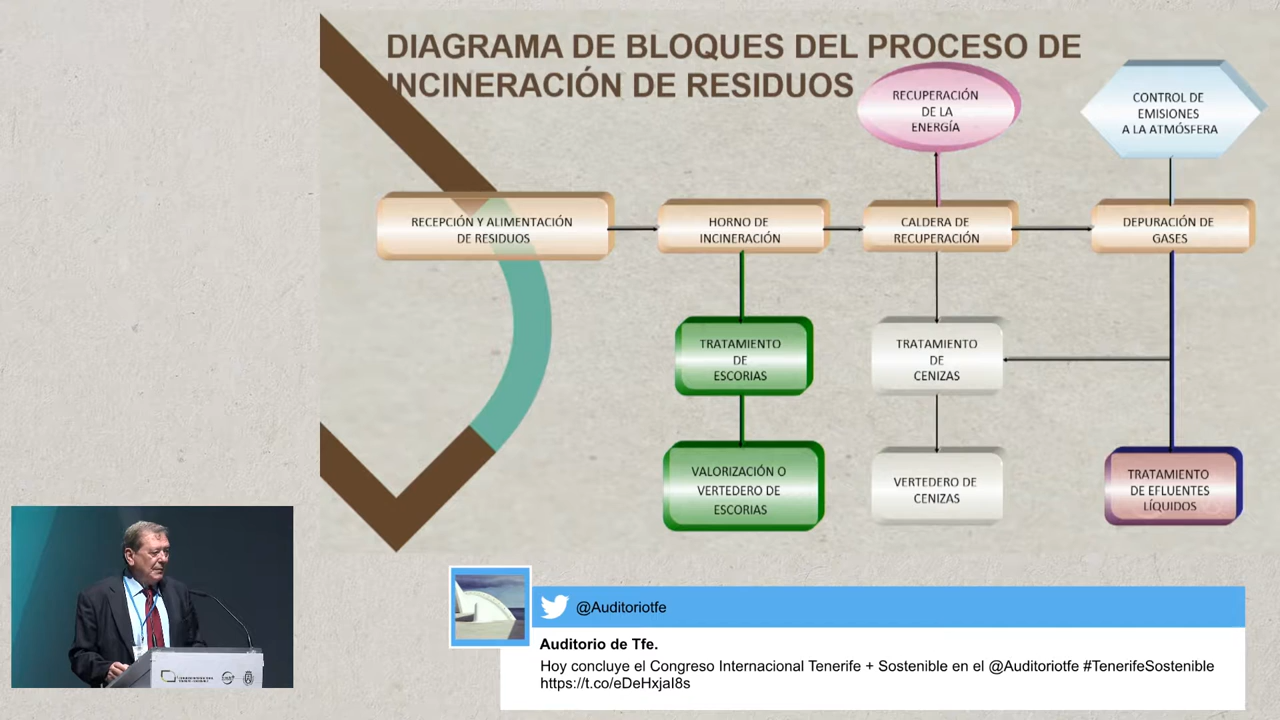 DIAGRAMA DE BLOQUES DEL PROCESO DE
INCINERACIÓN DE RESIDUOS
RECUPERACIÓN
DE LA
ENERGÍA
CONTROL DE
EMISIONES
A LA ATMÓSFERA
RECEPCIÓN Y ALIMENTACIÓN
DE RESIDUOS
HORNO DE
INCINERACIÓN
CALDERA DE
RECUPERACIÓN
DEPURACIÓN DE
GASES
TRATAMIENTO
DE
ESCORIAS
TRATAMIENTO
DE
CENIZAS
VALORIZACIÓN O
VERTEDERO DE
ESCORIAS
VERTEDERO DE
CENIZAS
TRATAMIENTO
DE EFLUENTES
LÍQUIDOS
@Auditoriotfe
Auditorio de Tfe.
Hoy concluye el Congreso Internacional Tenerife + Sostenible en el @Auditoriotfe #TenerifeSostenible
https://t.co/eDeHxjaI8s